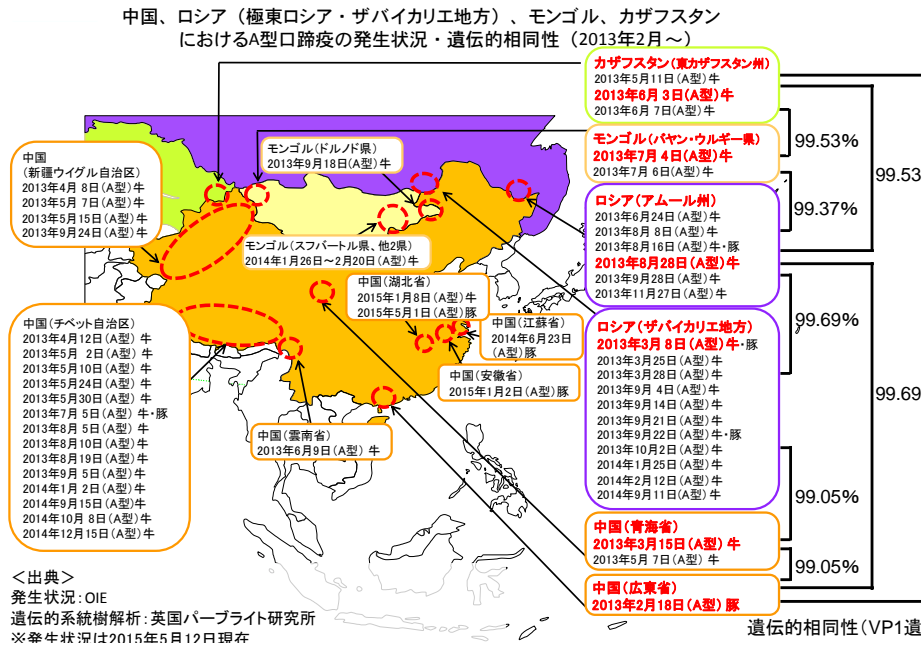 中国、ロシア（極東ロシア・ザバイカリエ地方）、モンゴル、カザフスタン
におけるA型口蹄疫の発生状況・遺伝的相同性（2013年2月～）
カザフスタン(東カザフスタン州)
2013年5月11日(A型)牛
2013年6月 3日(A型)牛
2013年6月 7日(A型)牛
モンゴル(バヤン・ウルギー県)
2013年7月 4日(A型)牛
2013年7月 6日(A型)牛
ロシア(アムール州)
2013年6月24日(A型)牛
2013年8月 8日(A型)牛
2013年8月16日(A型)牛・豚
2013年8月28日(A型)牛
2013年9月28日(A型)牛
2013年11月27日(A型)牛
ロシア(ザバイカリエ地方)
2013年3月 8日(A型)牛・豚
2013年3月25日(A型)牛
2013年3月28日(A型)牛
2013年9月 4日(A型)牛
2013年9月14日(A型)牛
2013年9月21日(A型)牛
2013年9月22日(A型)牛・豚
2013年10月2日(A型)牛
2014年1月25日(A型)牛
2014年2月12日(A型)牛
2014年9月11日(A型)牛
中国(青海省)
2013年3月15日(A型) 牛
2013年5月 7日(A型) 牛
中国(広東省)
2013年2月18日(A型) 豚
99.53%
99.37%
99.53
99.69%
99.69
99.05%
99.05%
遺伝的相同性(VP1遺
中国
(新疆ウイグル自治区)
2013年4月 8日(A型)牛
2013年5月 7日(A型)牛
2013年5月15日(A型)牛
2013年9月24日(A型)牛
モンゴル(ドルノド県)
2013年9月18日(A型)牛
モンゴル(スフバートル県、他2県)
2014年1月26日～2月20日(A型)牛
中国(湖北省)
2015年1月8日(A型)牛
2015年5月1日(A型)豚
中国(江蘇省)
2014年6月23日
(A型)豚
中国(安徽省)
2015年1月2日(A型)豚
中国(雲南省)
2013年6月9日(A型) 牛
中国(チベット自治区)
2013年4月12日(A型)牛
2013年5月 2日(A型)牛
2013年5月10日(A型)牛
2013年5月24日(A型)牛
2013年5月30日(A型)牛
2013年7月 5日(A型) 牛・豚
2013年8月 5日(A型)牛
2013年8月10日(A型)牛
2013年8月19日(A型)牛
2013年9月 5日(A型)牛
2014年1月 2日(A型)牛
2014年9月15日(A型)牛
2014年10月 8日(A型)牛
2014年12月15日(A型)牛
＜出典＞
発生状況：OIE
遺伝的系統樹解析：英国パーブライト研究所
※発生状況は2015年5月12日現在